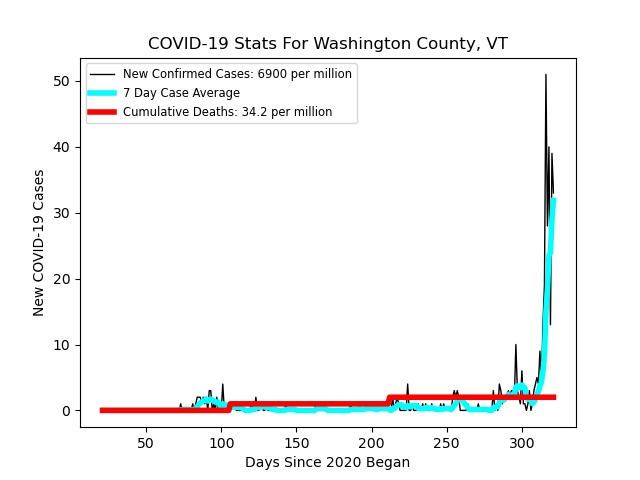 COVID-19 Stats For Washington County, VT
New Confirmed Cases: 6900 per million
7 Day Case Average
Cumulative Deaths: 34.2 per million
New COVID-19 Cases
50
40
30
20
10
0
50 100 150 200 250 300
Days Since 2020 Began